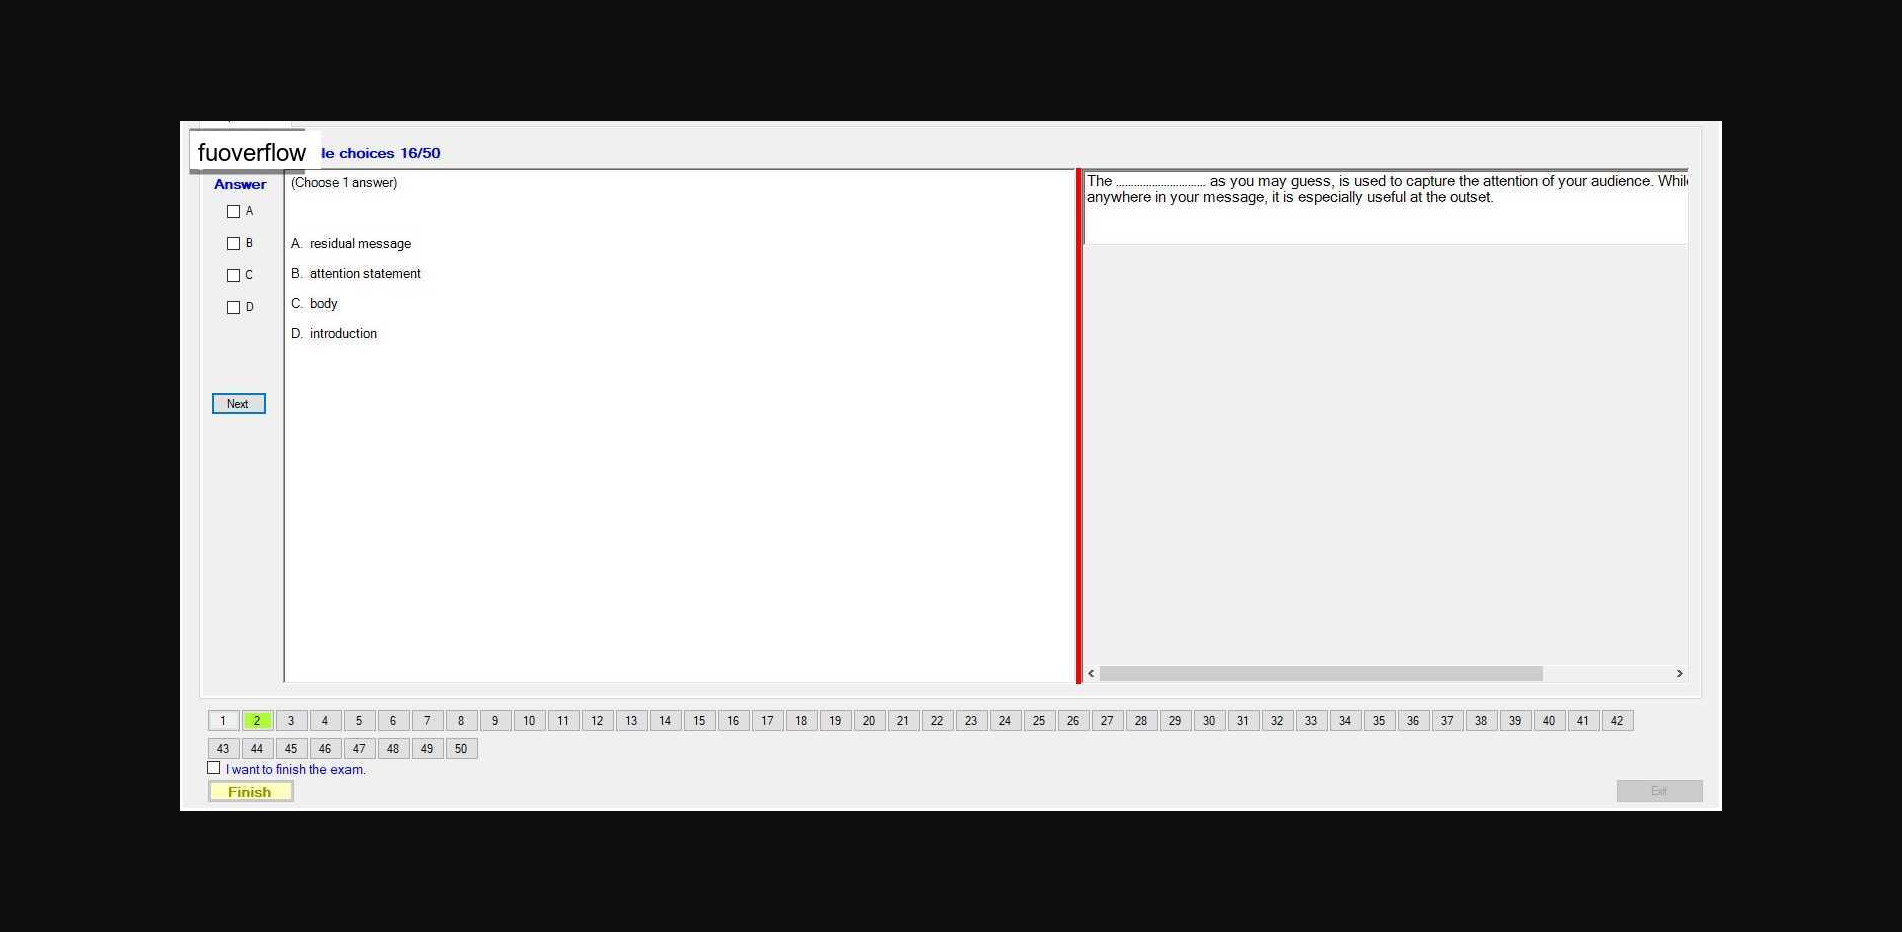 fuoverflow
le choices 16/50
Answer
(Choose 1 answer)
A
B
C
D
A. residual message
B. attention statement
C. body
D. introduction
Next
The .............................. as you may guess, is used to capture the attention of your audience. While
anywhere in your message, it is especially useful at the outset.
1 2 3 4 5 6 7 8 9 10 11 12 13 14 15 16 17 18 19 20 21 22 23 24 25 26 27 28 29 30 31 32 33 34 35 36 37 38 39 40 41 42
43 44 45 46 47 48 49 50
I want to finish the exam.
Finish
Exit